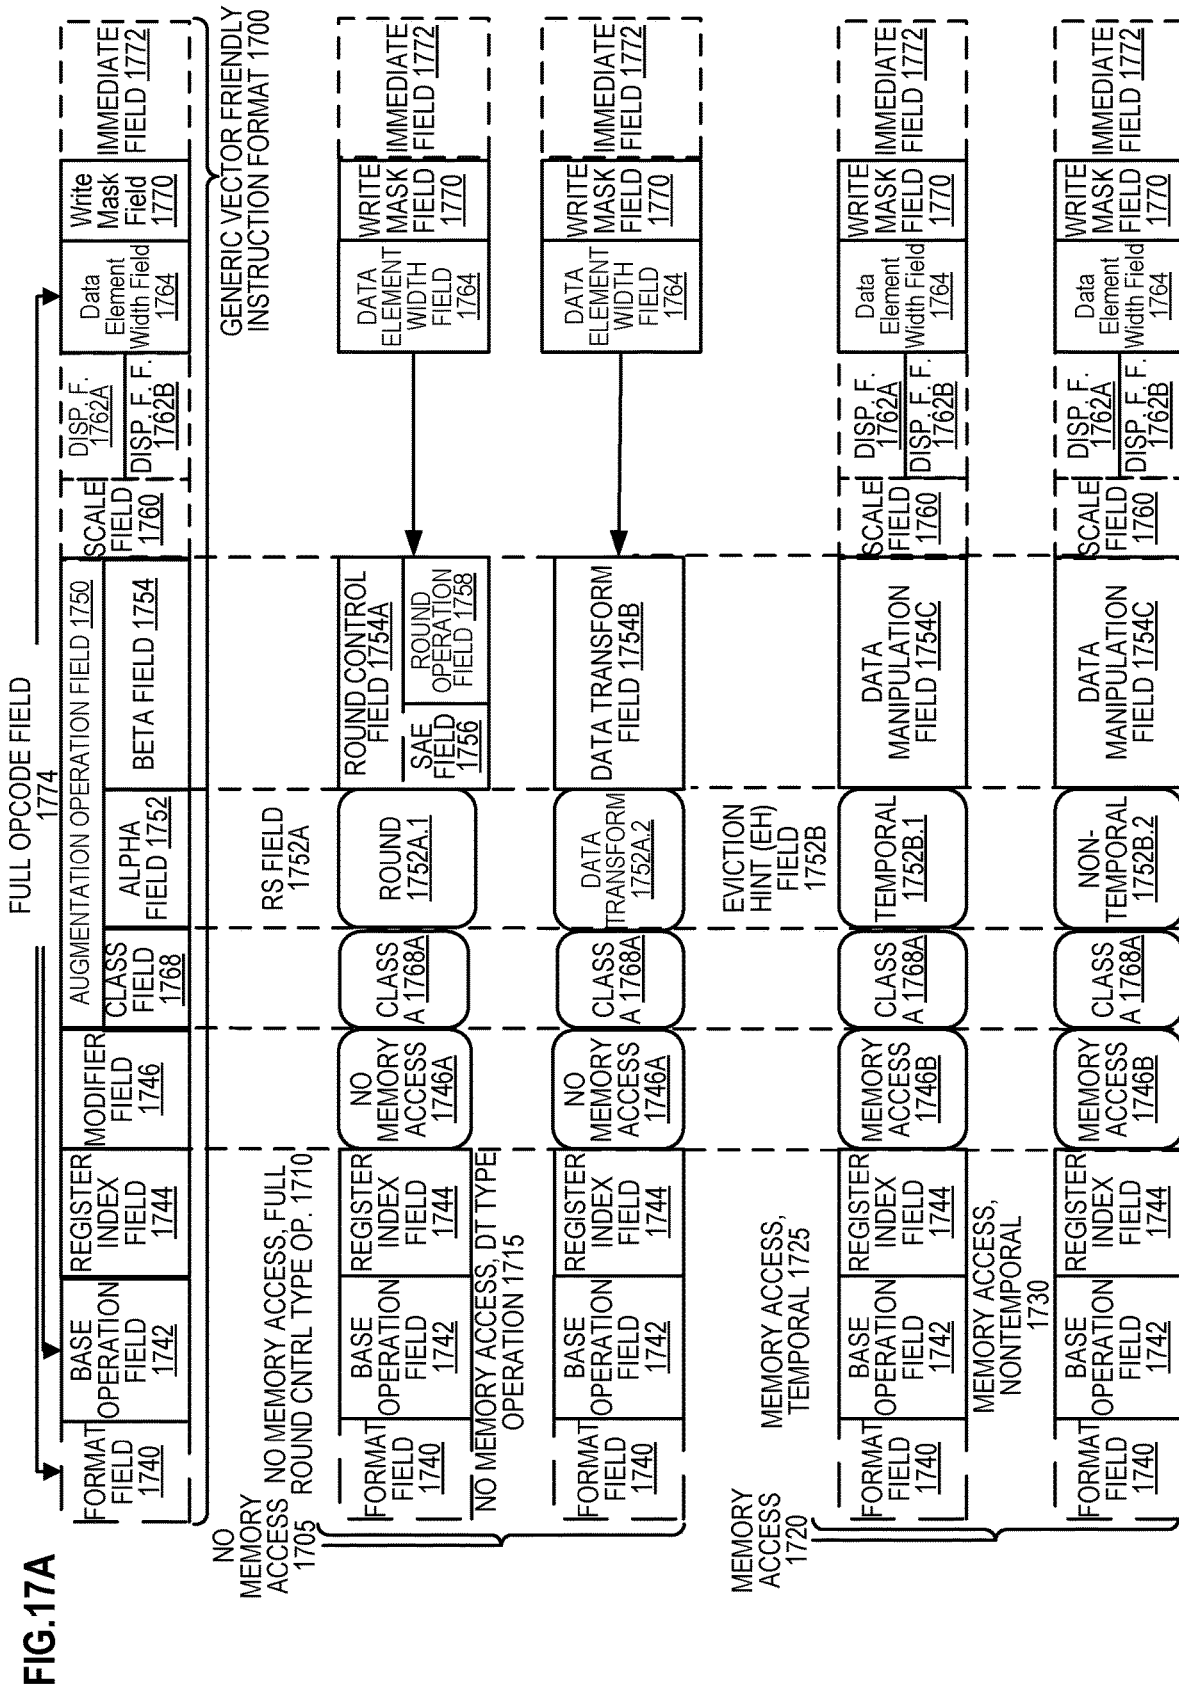 FIG.17A
FULL OPCODE FIELD
1774
FORMAT
FIELD
1740
BASE
OPERATION
FIELD
1742
REGISTER
INDEX
FIELD
1744
MODIFIER
FIELD
1746
AUGMENTATION OPERATION FIELD 1750
CLASS
FIELD
1768
ALPHA
FIELD 1752
BETA FIELD 1754
SCALE
FIELD
1760
DISP. F.
1762A
DISP. F. F.
1762B
Data
Element
Width Field
1764
Write
Mask
Field
1770
IMMEDIATE
FIELD 1772
GENERIC VECTOR FRIENDLY
INSTRUCTION FORMAT 1700
NO
MEMORY
ACCESS
1705
NO MEMORY ACCESS, FULL
ROUND CNTRL TYPE OP. 1710
RS FIELD
1752A
FORMAT
FIELD
1740
BASE
OPERATION
FIELD
1742
REGISTER
INDEX
FIELD
1744
NO
MEMORY
ACCESS
1746A
CLASS
A 1768A
ROUND
1752A.1
ROUND CONTROL
FIELD 1754A
SAE
FIELD
1756
ROUND
OPERATION
FIELD 1758
DATA
ELEMENT
WIDTH
FIELD
1764
WRITE
MASK
FIELD
1770
IMMEDIATE
FIELD 1772
NO MEMORY ACCESS, DT TYPE
OPERATION 1715
FORMAT
FIELD
1740
BASE
OPERATION
FIELD
1742
REGISTER
INDEX
FIELD
1744
NO
MEMORY
ACCESS
1746A
CLASS
A 1768A
DATA
TRANSFORM
1752A.2
DATA TRANSFORM
FIELD 1754B
DATA
ELEMENT
WIDTH
FIELD
1764
WRITE
MASK
FIELD
1770
IMMEDIATE
FIELD 1772
MEMORY
ACCESS
1720
MEMORY ACCESS,
TEMPORAL 1725
EVICTION
HINT (EH)
FIELD
1752B
FORMAT
FIELD
1740
BASE
OPERATION
FIELD
1742
REGISTER
INDEX
FIELD
1744
MEMORY
ACCESS
1746B
CLASS
A 1768A
TEMPORAL
1752B.1
DATA
MANIPULATION
FIELD 1754C
SCALE
FIELD
1760
DISP. F.
1762A
DISP. F. F.
1762B
Data
Element
Width Field
1764
WRITE
MASK
FIELD
1770
IMMEDIATE
FIELD 1772
MEMORY ACCESS,
NONTEMPORAL
1730
FORMAT
FIELD
1740
BASE
OPERATION
FIELD
1742
REGISTER
INDEX
FIELD
1744
MEMORY
ACCESS
1746B
CLASS
A 1768A
NON-
TEMPORAL
1752B.2
DATA
MANIPULATION
FIELD 1754C
SCALE
FIELD
1760
DISP. F.
1762A
DISP. F. F.
1762B
Data
Element
Width Field
1764
WRITE
MASK
FIELD
1770
IMMEDIATE
FIELD 1772